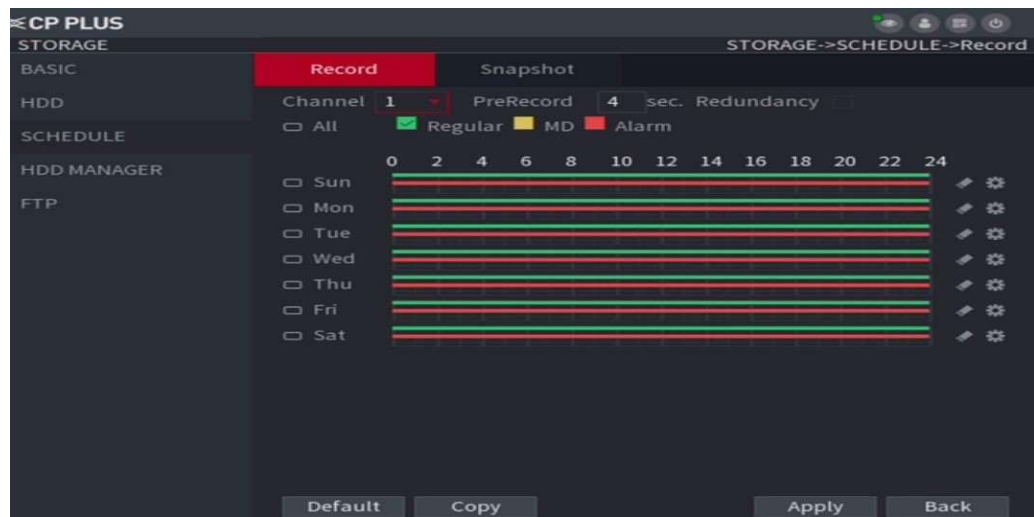 CP PLUS
STORAGE STORAGE->SCHEDULE->Record
BASIC Record Snapshot
HDD Channel 1 PreRecord 4 sec. Redundancy
SCHEDULE All Regular MD Alarm
HDD MANAGER 0 2 4 6 8 10 12 14 16 18 20 22 24
Sun
FTP Mon
Tue
Wed
Thu
Fri
Sat
Default Copy Apply Back